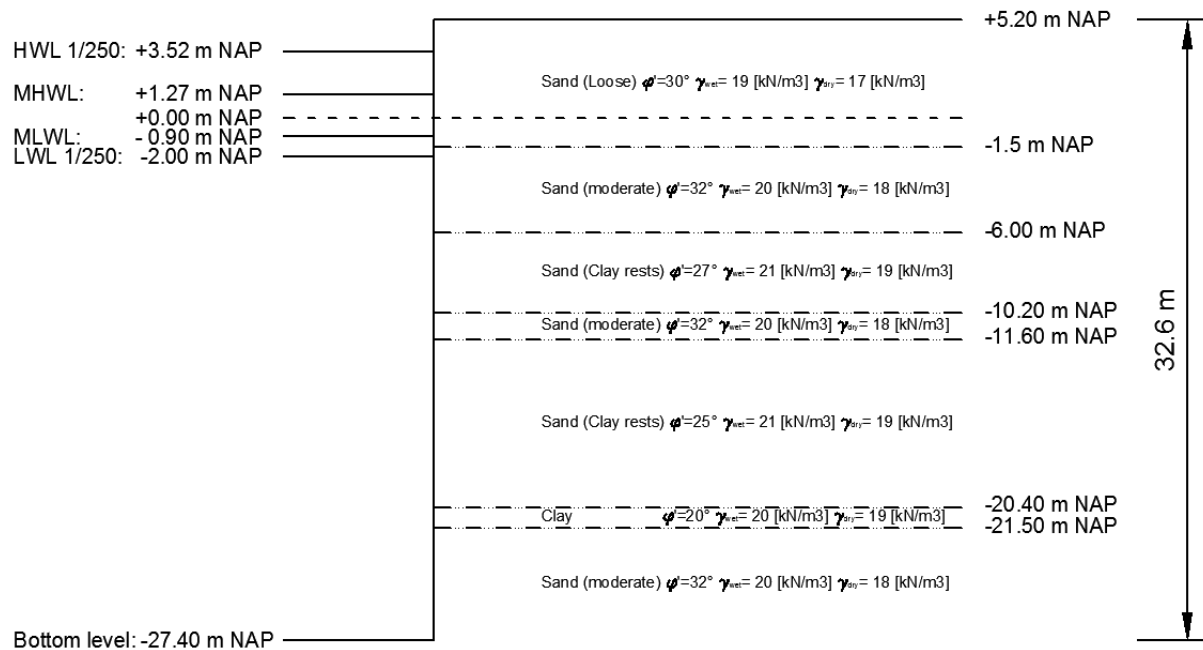 +5.20 m NAP
HWL 1/250: +3.52 m NAP
Sand (Loose) φ'=30° γwet= 19 [kN/m3] γdry= 17 [kN/m3]
MHWL: +1.27 m NAP
+0.00 m NAP
MLWL: - 0.90 m NAP
-1.5 m NAP
LWL 1/250: -2.00 m NAP
Sand (moderate) φ'=32° γwet= 20 [kN/m3] γdry= 18 [kN/m3]
-6.00 m NAP
Sand (Clay rests) φ'=27° γwet= 21 [kN/m3] γdry= 19 [kN/m3]
-10.20 m NAP
Sand (moderate) φ'=32° γwet= 20 [kN/m3] γdry= 18 [kN/m3]
-11.60 m NAP
32.6 m
Sand (Clay rests) φ'=25° γwet= 21 [kN/m3] γdry= 19 [kN/m3]
-20.40 m NAP
Clay φ'=20° γwet= 20 [kN/m3] γdry= 19 [kN/m3]
-21.50 m NAP
Sand (moderate) φ'=32° γwet= 20 [kN/m3] γdry= 18 [kN/m3]
Bottom level: -27.40 m NAP